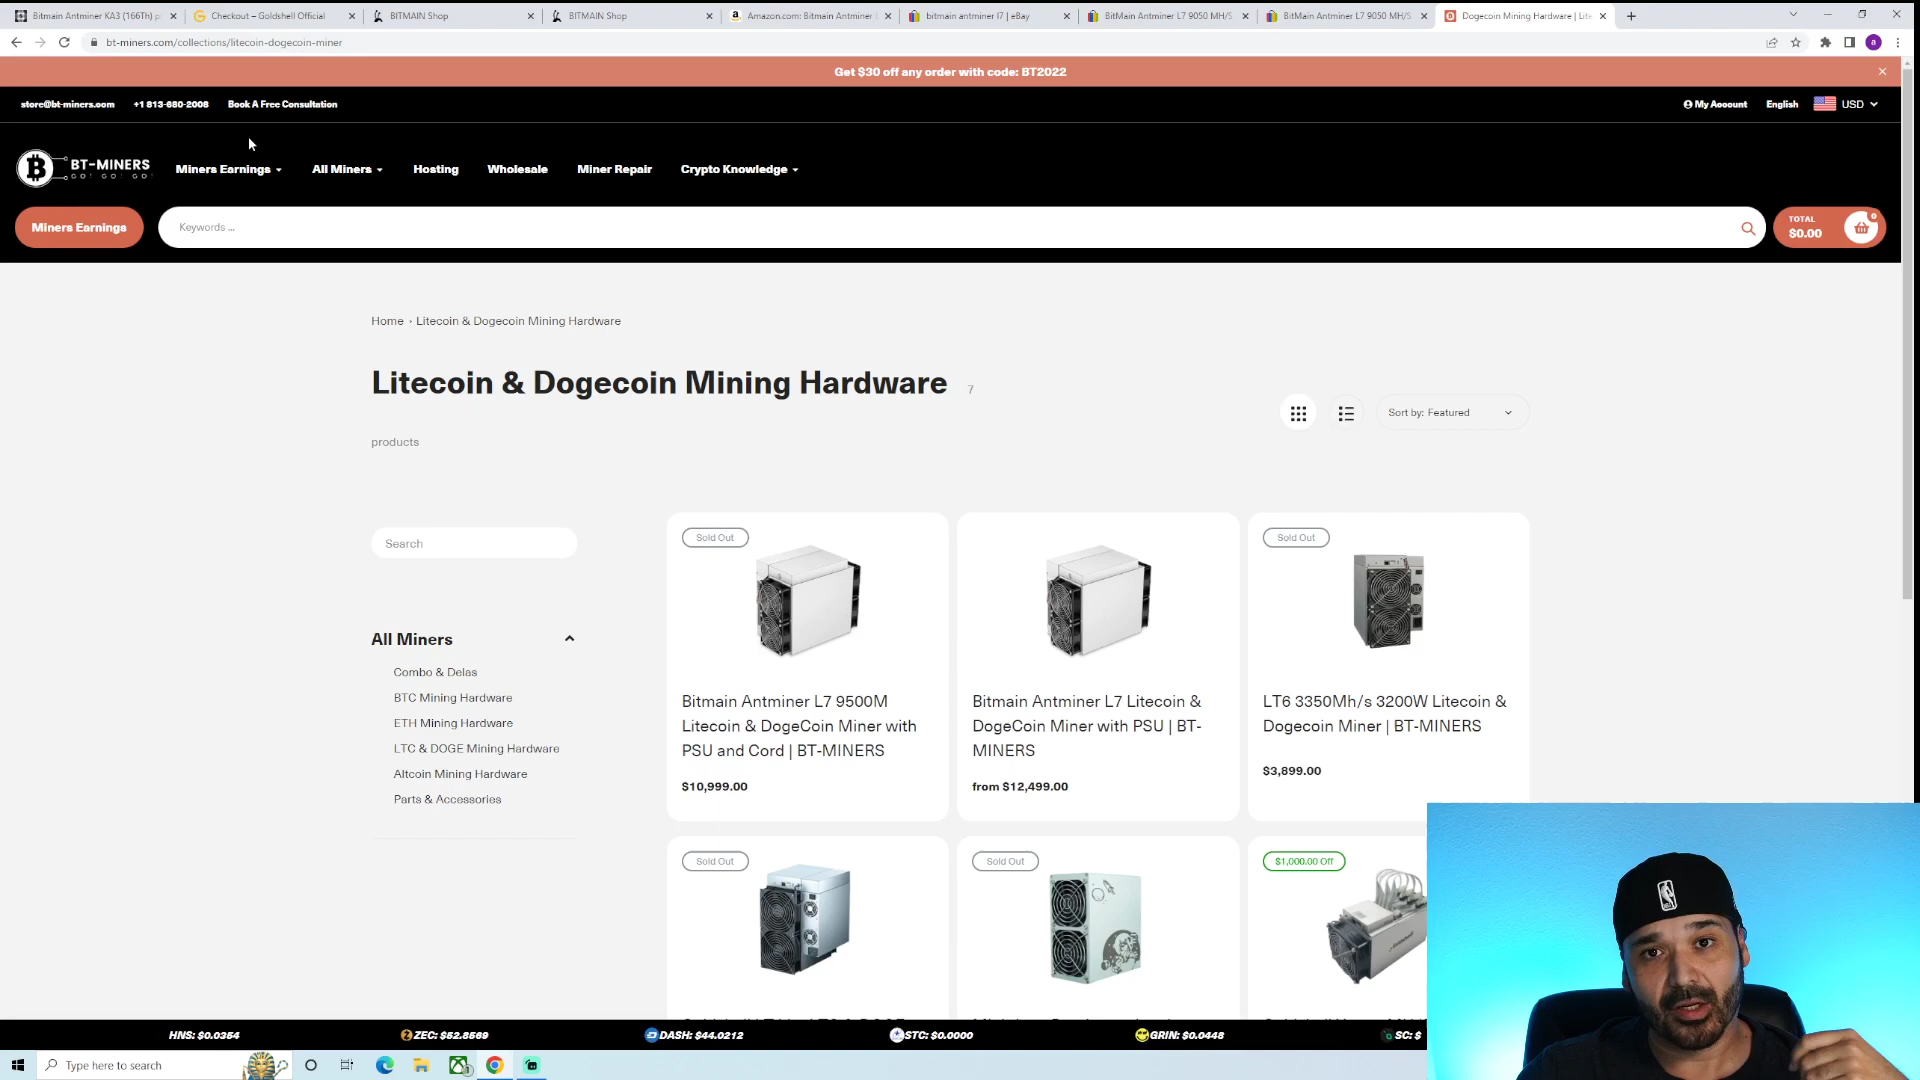 Bitmain Antminer KA3 (166Th) p
Checkout – Goldshell Official
BITMAIN Shop
BITMAIN Shop
Amazon.com: Bitmain Antminer
bitmain antminer l7 | eBay
BitMain Antminer L7 9050 MH/S
BitMain Antminer L7 9050 MH/S
Dogecoin Mining Hardware | Lite
bt-miners.com/collections/litecoin-dogecoin-miner
Get $30 off any order with code: BT2022
store@bt-miners.com
+1 813-680-2008
Book A Free Consultation
My Account
English
USD
BT-MINERS
GO! GO! GO!
Miners Earnings
All Miners
Hosting
Wholesale
Miner Repair
Crypto Knowledge
Miners Earnings
Keywords ...
TOTAL
$0.00
0
Home
Litecoin & Dogecoin Mining Hardware
Litecoin & Dogecoin Mining Hardware
7
products
Sort by: Featured
Search
All Miners
Combo & Delas
BTC Mining Hardware
ETH Mining Hardware
LTC & DOGE Mining Hardware
Altcoin Mining Hardware
Parts & Accessories
Sold Out
Bitmain Antminer L7 9500M
Litecoin & DogeCoin Miner with
PSU and Cord | BT-MINERS
$10,999.00
Bitmain Antminer L7 Litecoin &
DogeCoin Miner with PSU | BT-
MINERS
from $12,499.00
Sold Out
LT6 3350Mh/s 3200W Litecoin &
Dogecoin Miner | BT-MINERS
$3,899.00
Sold Out
Sold Out
$1,000.00 Off
HNS: $0.0354
ZEC: $52.8569
DASH: $44.0212
STC: $0.0000
GRIN: $0.0448
SC: $
Type here to search